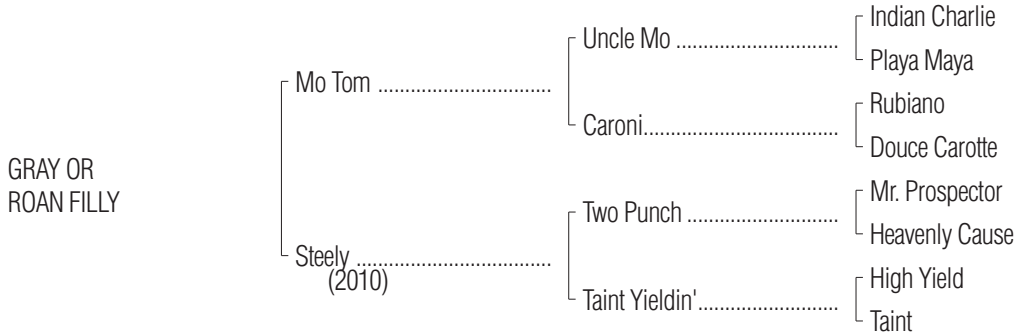 Indian Charlie
Uncle Mo ..............................
Playa Maya
Mo Tom ................................
Rubiano
Caroni....................................
Douce Carotte
GRAY OR
ROAN FILLY
Mr. Prospector
Two Punch ............................
Heavenly Cause
Steely ....................................
(2010)
High Yield
Taint Yieldin'..........................
Taint